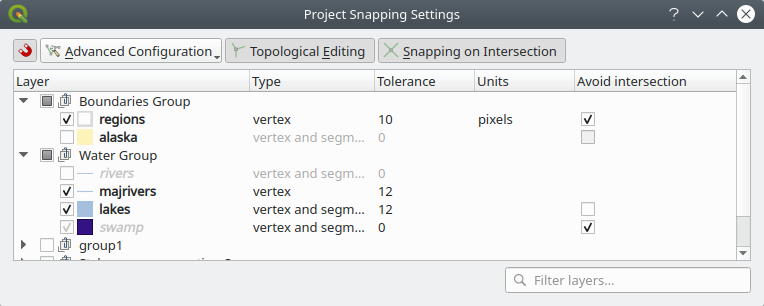 Project Snapping Settings
Advanced Configuration Topological Editing Snapping on Intersection
Layer Type Tolerance Units Avoid intersection
Boundaries Group
regions vertex 10 pixels
alaska vertex and segm... 0
Water Group
rivers vertex and segm... 0
majrivers vertex 12
lakes vertex and segm... 12
swamp vertex and segm... 0
group1
Filter layers...